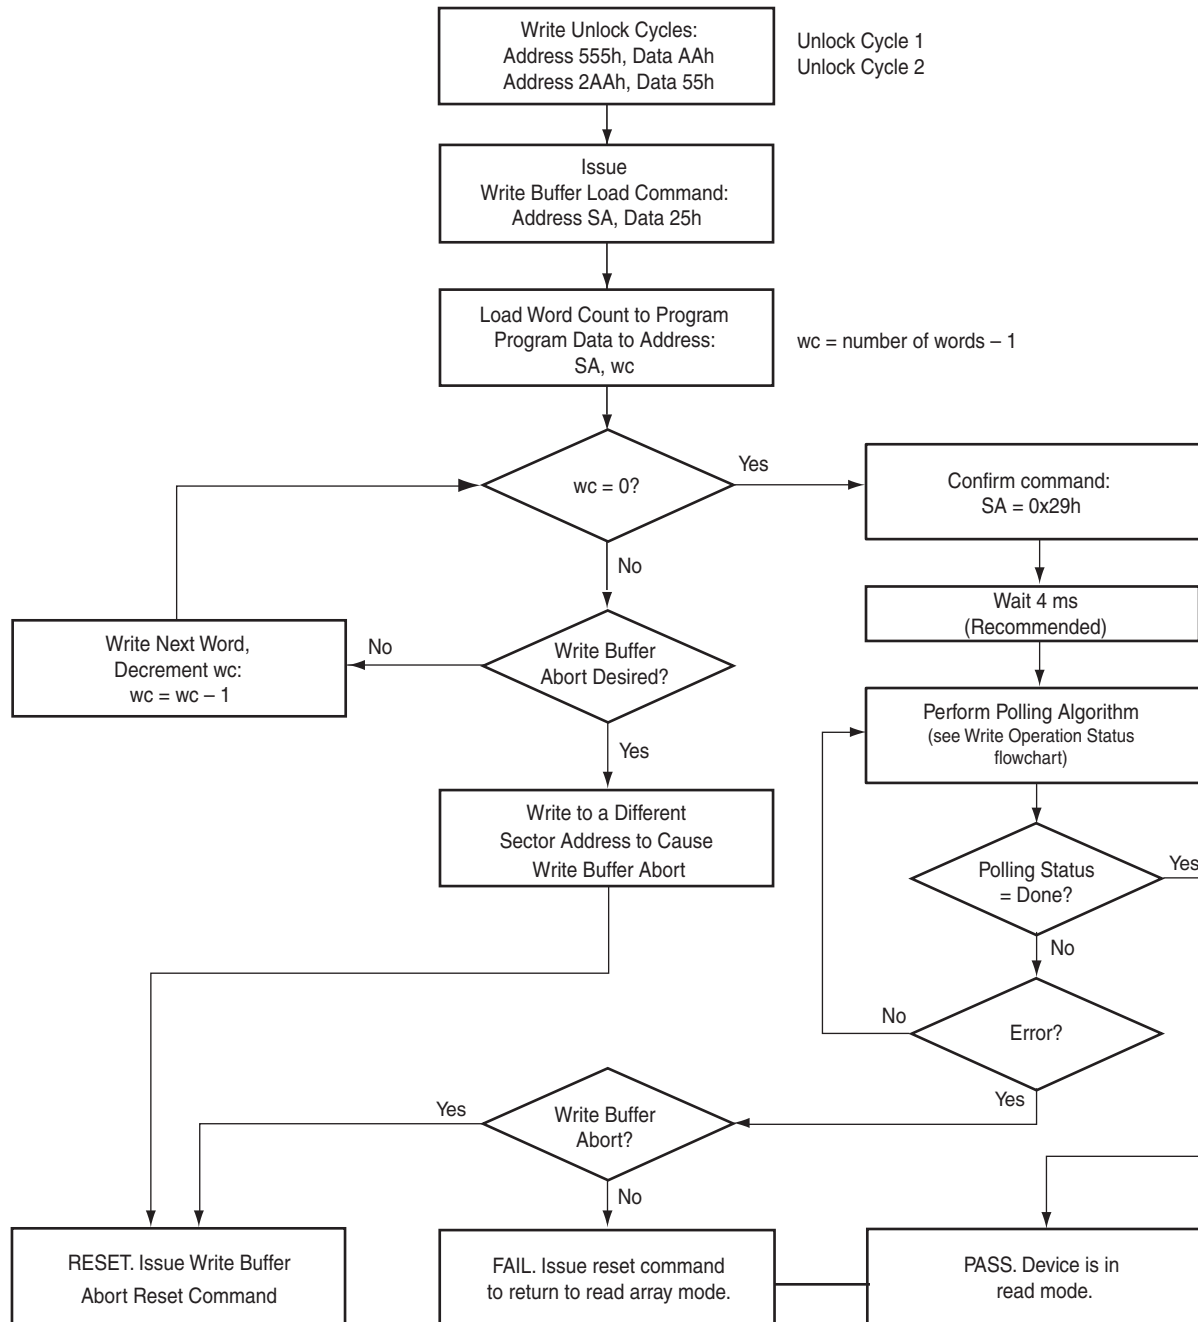 Write Unlock Cycles:
Address 555h, Data AAh
Address 2AAh, Data 55h
Unlock Cycle 1
Unlock Cycle 2
Issue
Write Buffer Load Command:
Address SA, Data 25h
Load Word Count to Program
Program Data to Address:
SA, wc
wc = number of words – 1
wc = 0?
Yes
Confirm command:
SA = 0x29h
No
Wait 4 ms
(Recommended)
Write Next Word,
Decrement wc:
wc = wc – 1
No
Write Buffer
Abort Desired?
Perform Polling Algorithm
(see Write Operation Status
flowchart)
Yes
Write to a Different
Sector Address to Cause
Write Buffer Abort
Polling Status
= Done?
Yes
No
No
Error?
Yes
Write Buffer
Abort?
Yes
No
RESET. Issue Write Buffer
Abort Reset Command
FAIL. Issue reset command
to return to read array mode.
PASS. Device is in
read mode.